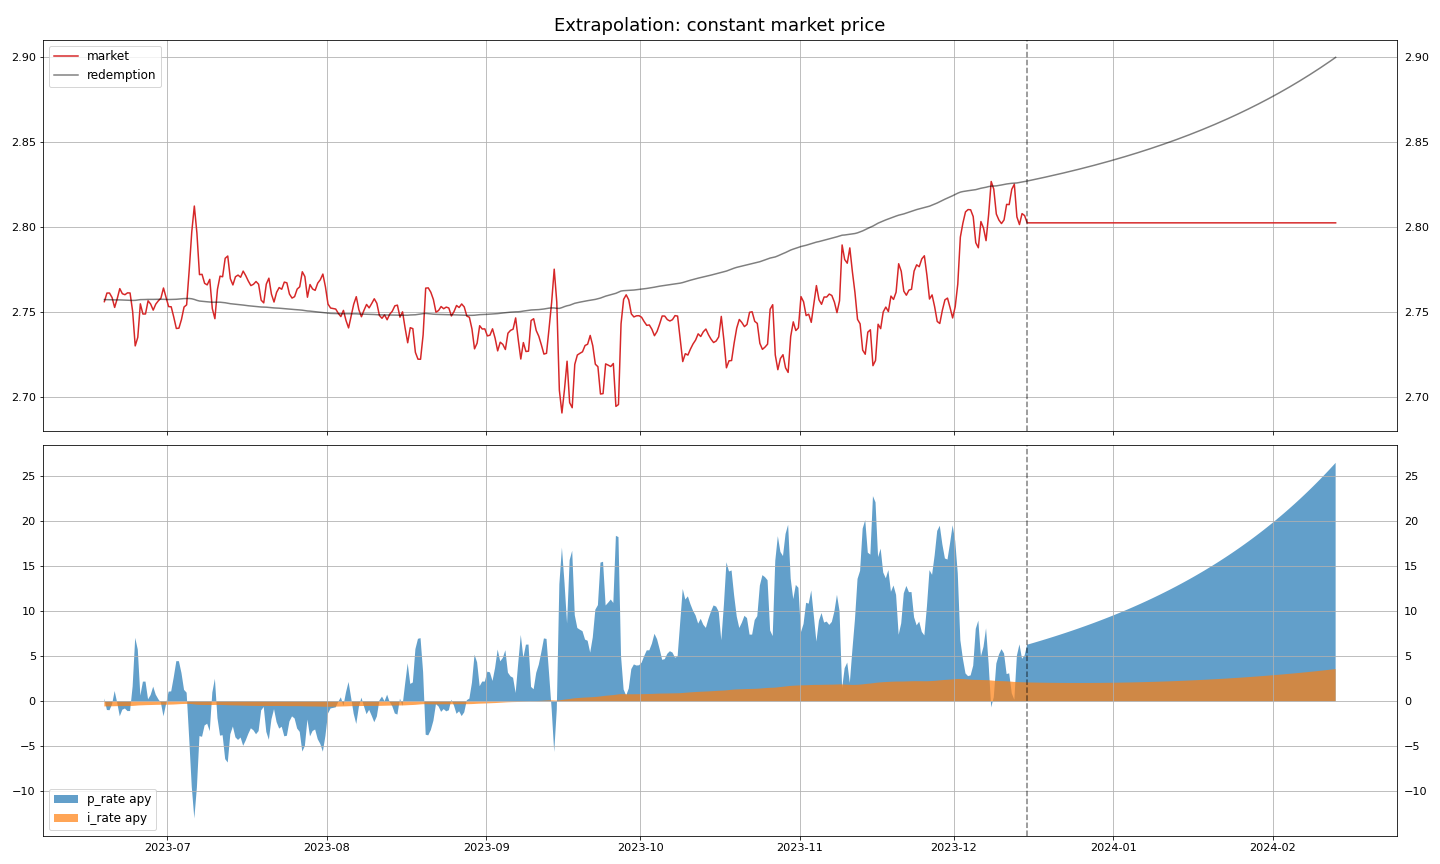 Extrapolation: constant market price
market
redemption
2.90 2.90
2.85 2.85
2.80 2.80
2.75 2.75
2.70 2.70
25 25
20 20
15 15
10 10
5 5
0 0
−5 −5
−10 −10
p_rate apy
i_rate apy
2023-07 2023-08 2023-09 2023-10 2023-11 2023-12 2024-01 2024-02